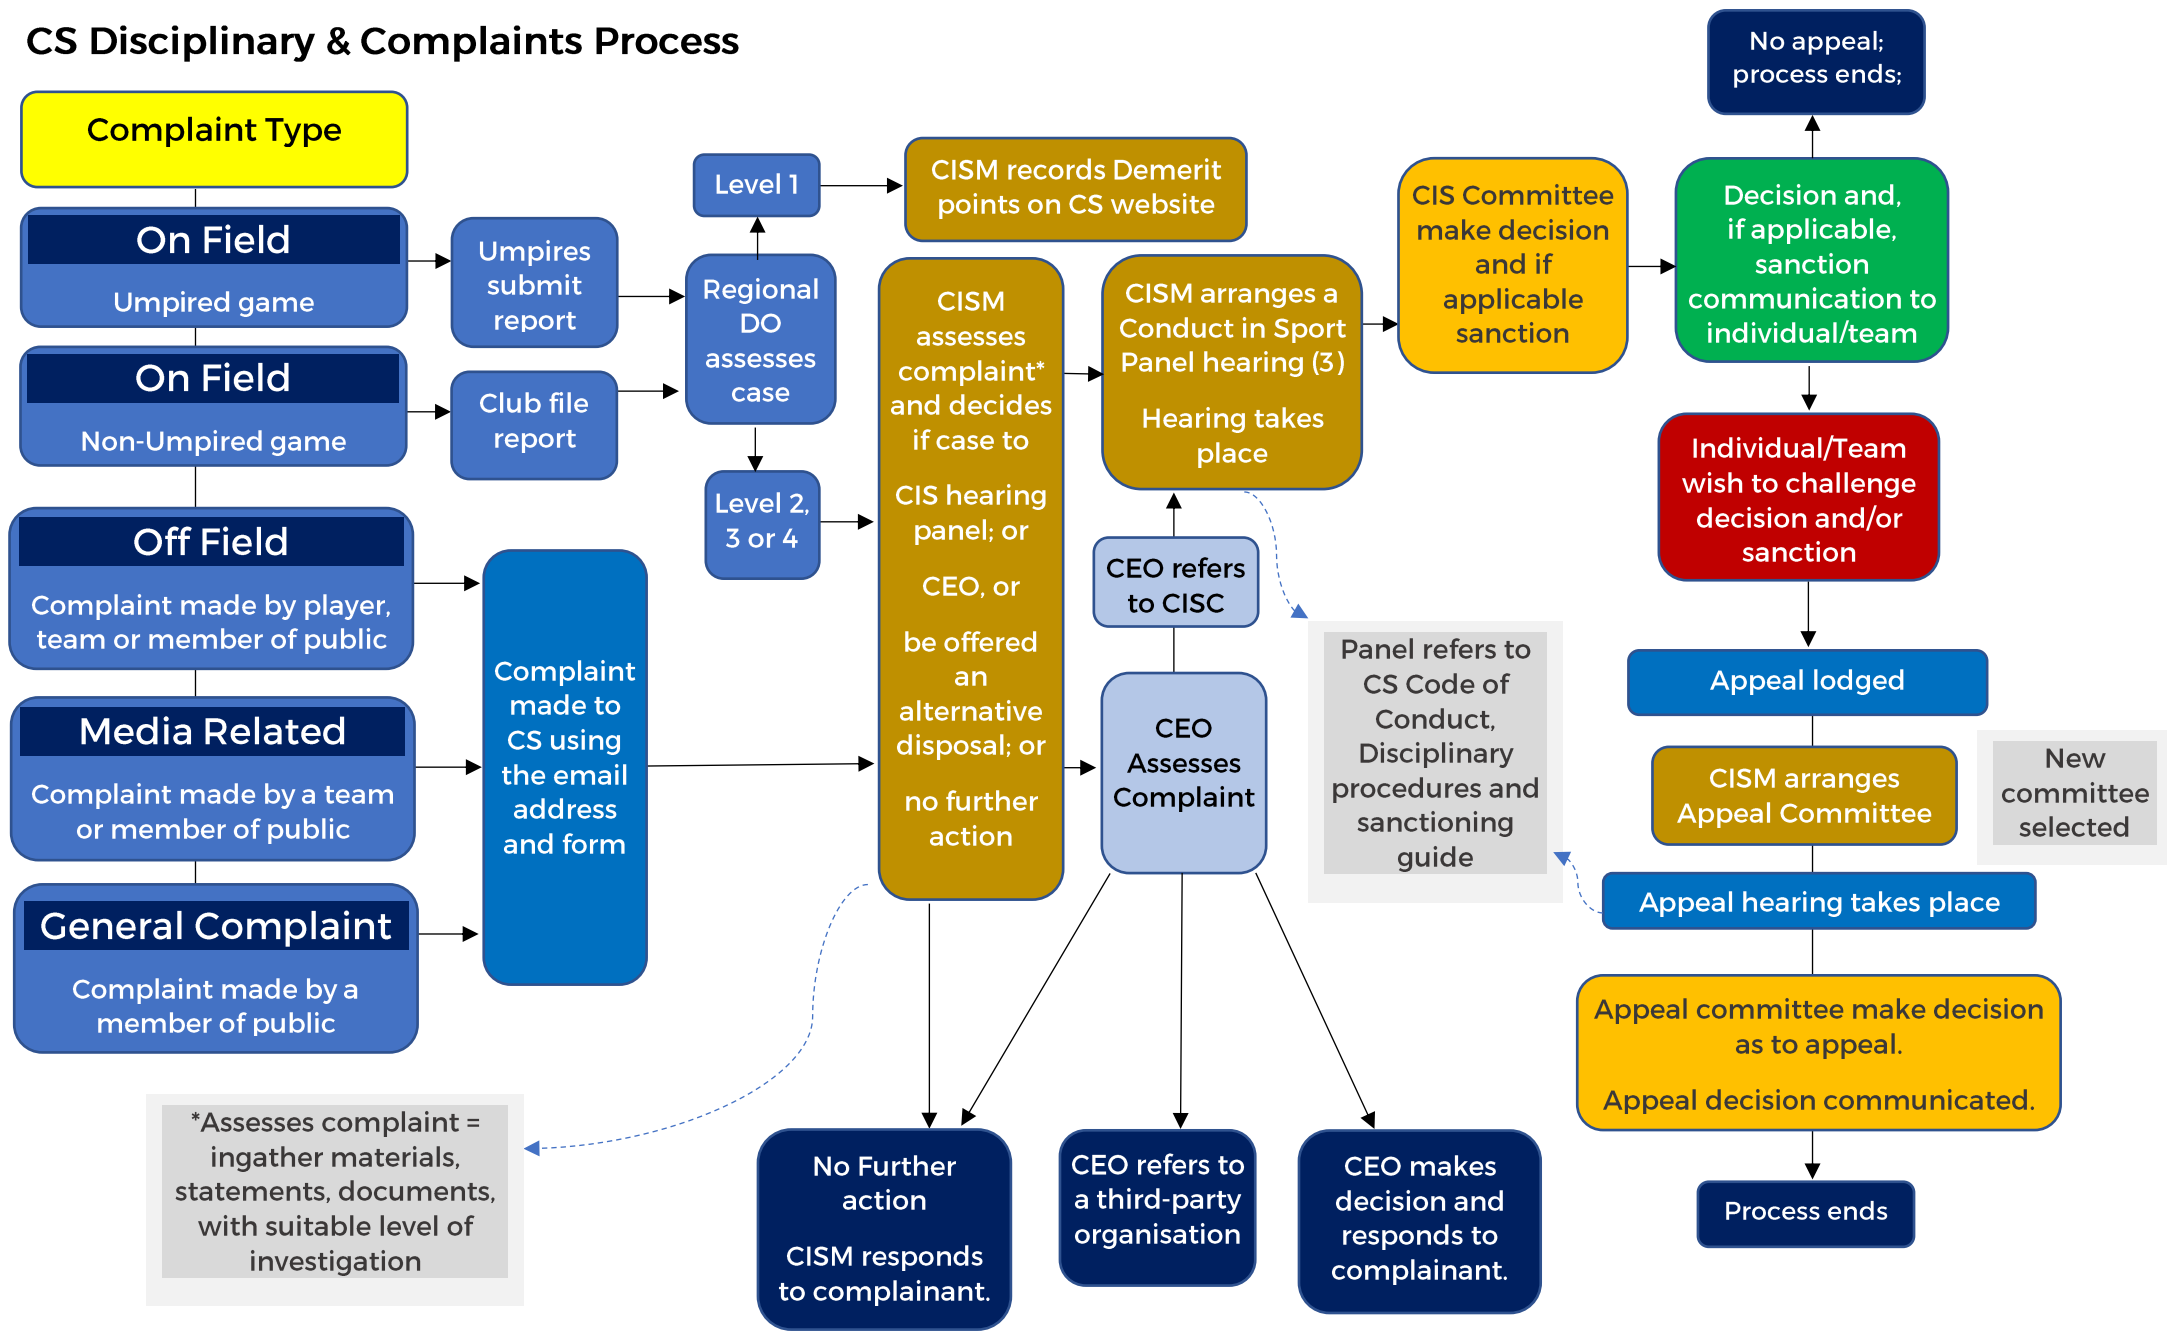 CS Disciplinary & Complaints Process
Complaint Type
On Field
Umpired game
On Field
Non-Umpired game
Off Field
Complaint made by player,
team or member of public
Media Related
Complaint made by a team
or member of public
General Complaint
Complaint made by a
member of public
Umpires
submit
report
Club file
report
Complaint
made to
CS using
the email
address
and form
Level 1
Regional
DO
assesses
case
Level 2,
3 or 4
CISM records Demerit
points on CS website
CISM
assesses
complaint*
and decides
if case to
CIS hearing
panel; or
CEO, or
be offered
an
alternative
disposal; or
no further
action
CISM arranges a
Conduct in Sport
Panel hearing (3)
Hearing takes
place
CEO refers
to CISC
CEO
Assesses
Complaint
Panel refers to
CS Code of
Conduct,
Disciplinary
procedures and
sanctioning
guide
*Assesses complaint =
ingather materials,
statements, documents,
with suitable level of
investigation
No Further
action
CISM responds
to complainant.
CEO refers to
a third-party
organisation
CEO makes
decision and
responds to
complainant.
CIS Committee
make decision
and if
applicable
sanction
No appeal;
process ends;
Decision and,
if applicable,
sanction
communication to
individual/team
Individual/Team
wish to challenge
decision and/or
sanction
Appeal lodged
CISM arranges
Appeal Committee
New
committee
selected
Appeal hearing takes place
Appeal committee make decision
as to appeal.
Appeal decision communicated.
Process ends